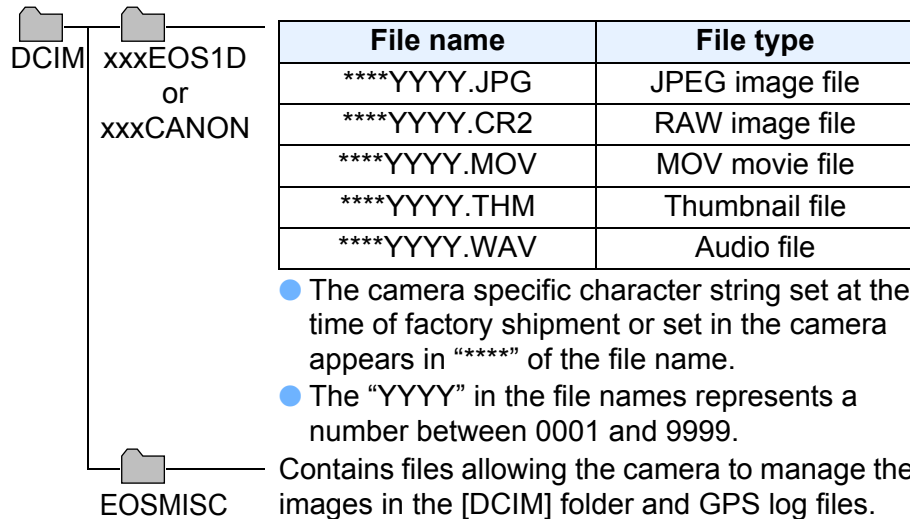 DCIM
xxxEOS1D
or
xxxCANON
File name File type
****YYYY.JPG JPEG image file
****YYYY.CR2 RAW image file
****YYYY.MOV MOV movie file
****YYYY.THM Thumbnail file
****YYYY.WAV Audio file
● The camera specific character string set at the
time of factory shipment or set in the camera
appears in “****” of the file name.
● The “YYYY” in the file names represents a
number between 0001 and 9999.
EOSMISC
Contains files allowing the camera to manage the
images in the [DCIM] folder and GPS log files.